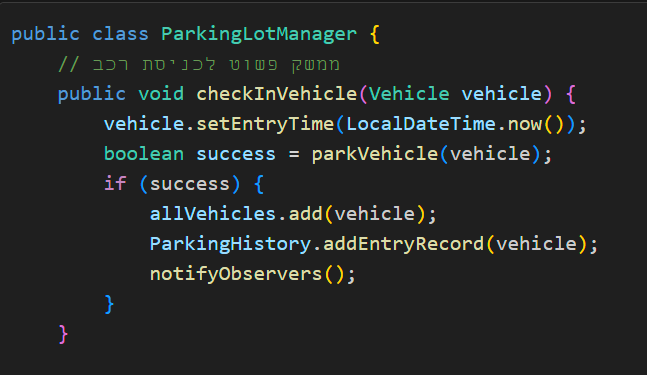 public class ParkingLotManager {
// ממשק פשוט לכניסת רכב
public void checkInVehicle(Vehicle vehicle) {
vehicle.setEntryTime(LocalDateTime.now());
boolean success = parkVehicle(vehicle);
if (success) {
allVehicles.add(vehicle);
ParkingHistory.addEntryRecord(vehicle);
notifyObservers();
}
}